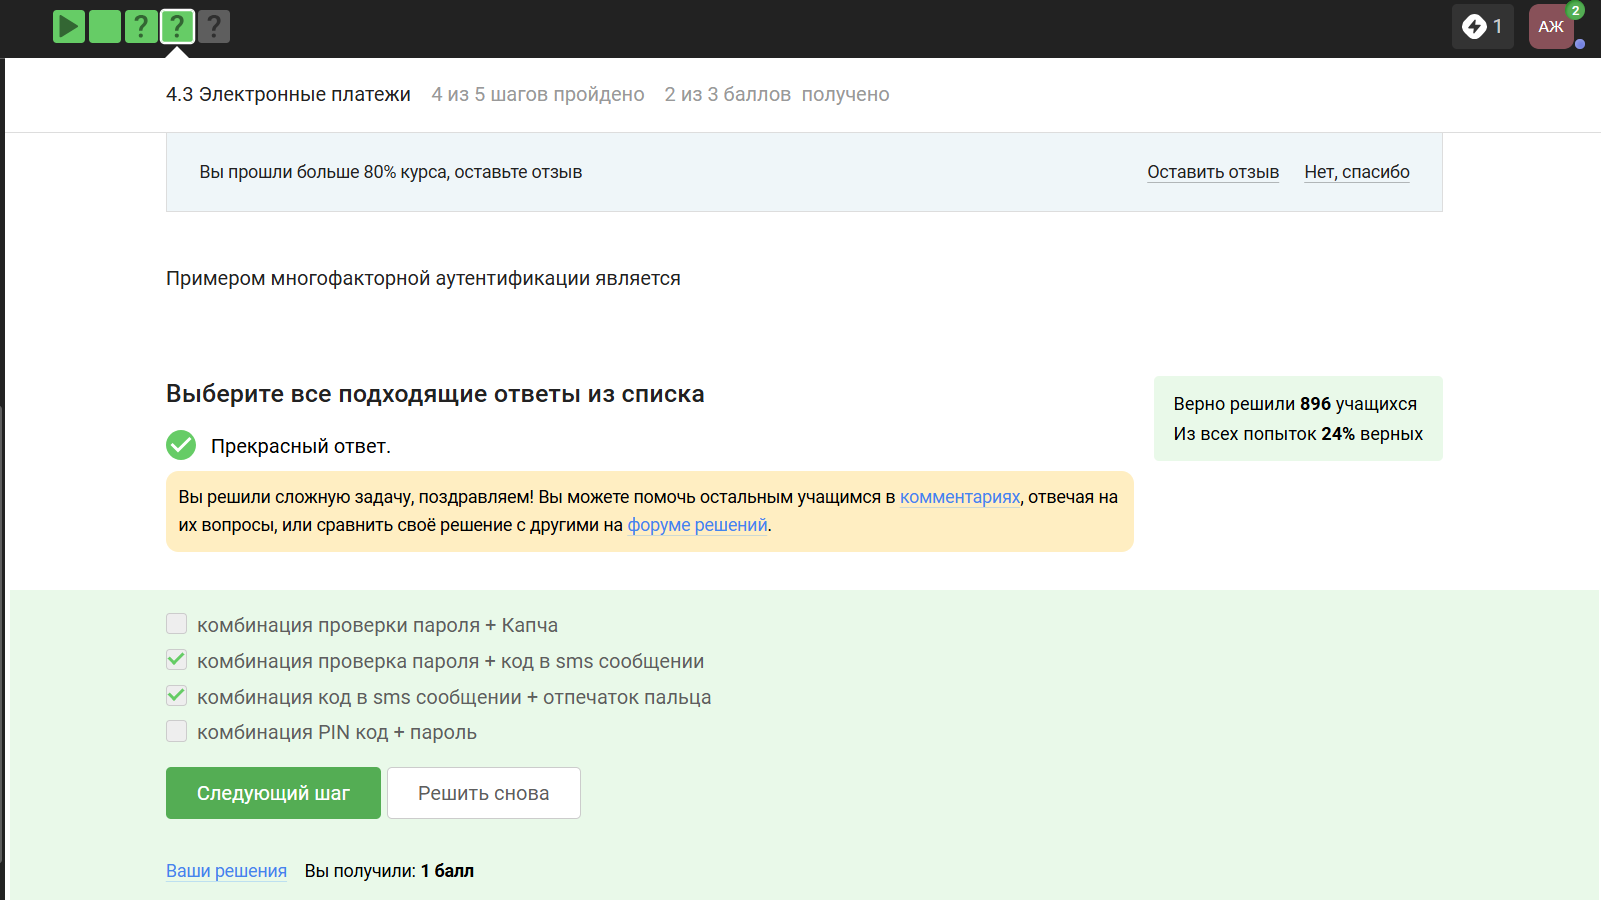 ? ? ?
1
АЖ
2
4.3 Электронные платежи 4 из 5 шагов пройдено 2 из 3 баллов получено
Вы прошли больше 80% курса, оставьте отзыв Оставить отзыв Нет, спасибо
Примером многофакторной аутентификации является
Выберите все подходящие ответы из списка
Прекрасный ответ.
Верно решили 896 учащихся
Из всех попыток 24% верных
Вы решили сложную задачу, поздравляем! Вы можете помочь остальным учащимся в комментариях, отвечая на
их вопросы, или сравнить своё решение с другими на форуме решений.
комбинация проверки пароля + Капча
комбинация проверка пароля + код в sms сообщении
комбинация код в sms сообщении + отпечаток пальца
комбинация PIN код + пароль
Следующий шаг Решить снова
Ваши решения Вы получили: 1 балл